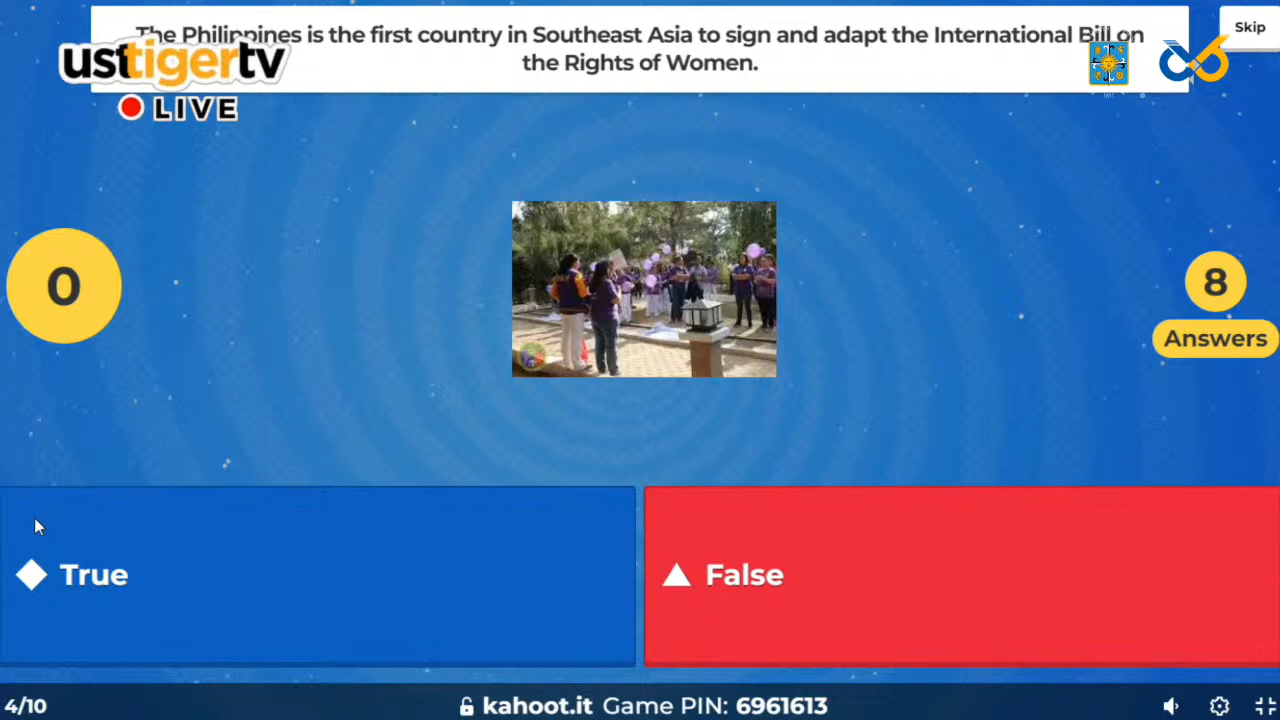 The Philippines is the first country in Southeast Asia to sign and adapt the International Bill on
the Rights of Women.
Skip
usttigertv
LIVE
0
8
Answers
True
False
4/10
kahoot.it Game PIN: 6961613